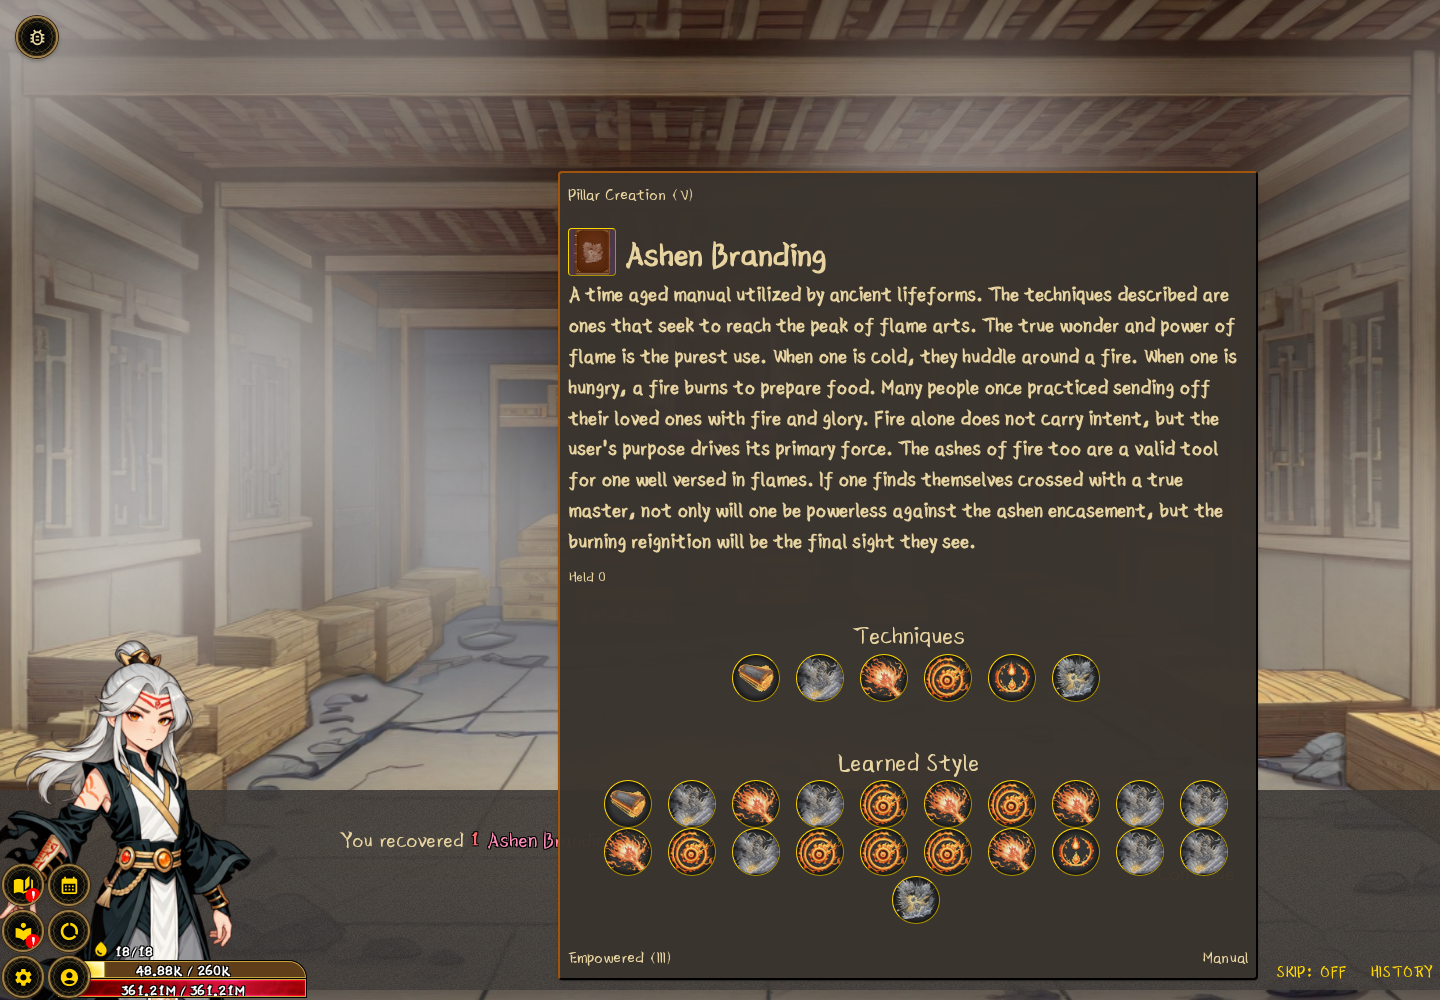 Pillar Creation (V)
Ashen Branding
A time aged manual utilized by ancient lifeforms. The techniques described are
ones that seek to reach the peak of flame arts. The true wonder and power of
flame is the purest use. When one is cold, they huddle around a fire. When one is
hungry, a fire burns to prepare food. Many people once practiced sending off
their loved ones with fire and glory. Fire alone does not carry intent, but the
user's purpose drives its primary force. The ashes of fire too are a valid tool
for one well versed in flames. If one finds themselves crossed with a true
master, not only will one be powerless against the ashen encasement, but the
burning reignition will be the final sight they see.
Held 0
Techniques
Learned Style
You recovered 1 Ashen Br
Empowered (III)
Manual
18/18
48.88K / 260K
361.21M / 361.21M
SKIP: OFF
HISTORY